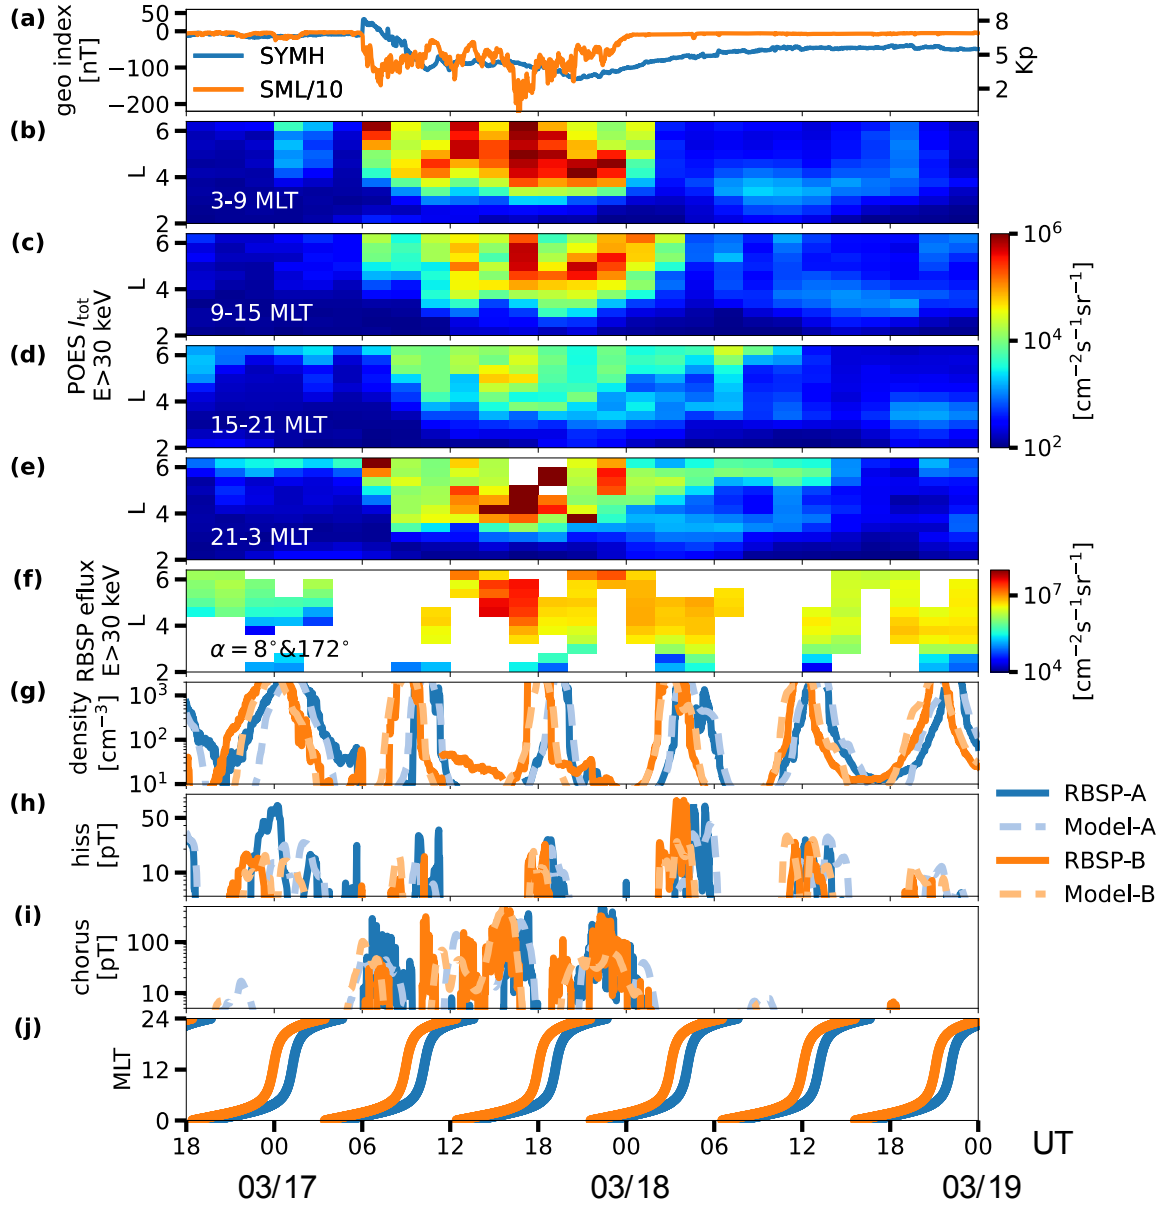 (a)
geo index
[nT]
50
0
−100
−200
SYMH
SML/10
8
5
2
Kp
(b)
L
6
4
2
3-9 MLT
(c)
L
6
4
2
9-15 MLT
POES I_tot
E>30 keV
(d)
L
6
4
2
15-21 MLT
10^6
10^4
10^2
[cm^−2 s^−1 sr^−1]
(e)
L
6
4
2
21-3 MLT
(f)
RBSP eflux
E>30 keV
L
6
4
2
α = 8°&172°
10^7
10^4
[cm^−2 s^−1 sr^−1]
(g)
density
[cm^−3]
10^3
10^2
10^1
(h)
hiss
[pT]
50
10
RBSP-A
Model-A
RBSP-B
Model-B
(i)
chorus
[pT]
100
10
(j)
MLT
24
12
0
18 00 06 12 18 00 06 12 18 00 UT
03/17 03/18 03/19